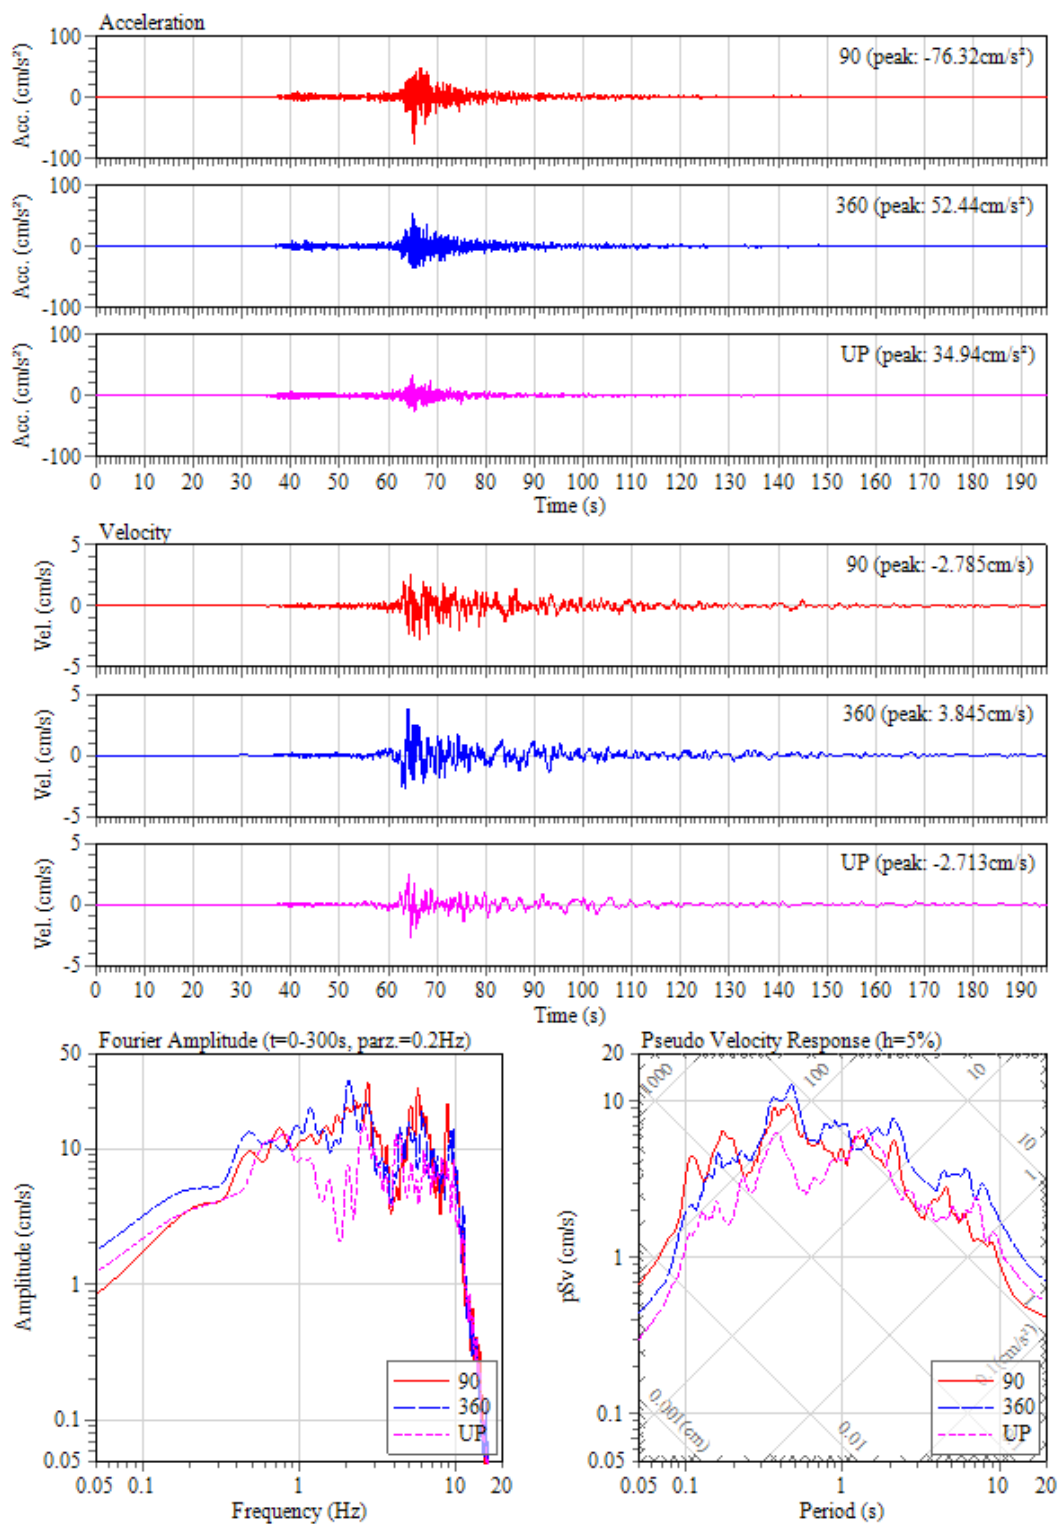 Acceleration
100
0
-100
Acc. (cm/s²)
90 (peak: -76.32cm/s²)
100
0
-100
Acc. (cm/s²)
360 (peak: 52.44cm/s²)
100
0
-100
Acc. (cm/s²)
UP (peak: 34.94cm/s²)
0 10 20 30 40 50 60 70 80 90 100 110 120 130 140 150 160 170 180 190
Time (s)
Velocity
5
0
-5
Vel. (cm/s)
90 (peak: -2.785cm/s)
5
0
-5
Vel. (cm/s)
360 (peak: 3.845cm/s)
5
0
-5
Vel. (cm/s)
UP (peak: -2.713cm/s)
0 10 20 30 40 50 60 70 80 90 100 110 120 130 140 150 160 170 180 190
Time (s)
Fourier Amplitude (t=0-300s, parz.=0.2Hz)
50
10
1
0.1
0.05
Amplitude (cm/s)
90
360
UP
0.05 0.1 1 10 20
Frequency (Hz)
Pseudo Velocity Response (h=5%)
20
10
1
0.1
0.05
pSv (cm/s)
1000
100
10
10
1
1
0.1(cm/s²)
0.001(cm)
0.01
0.1
90
360
UP
0.05 0.1 1 10 20
Period (s)